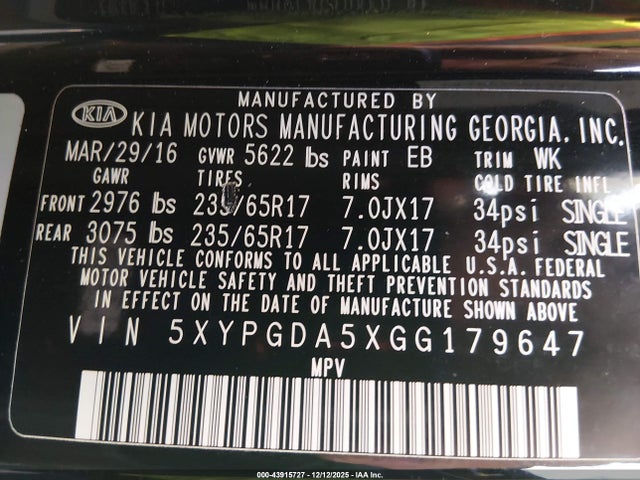 MANUFACTURED BY
KIA KIA MOTORS MANUFACTURING GEORGIA. INC.
MAR/29/16 GVWR 5622 lbs PAINT EB TRIM WK
GAWR TIRES RIMS COLD TIRE INFL
FRONT 2976 lbs 235/65R17 7.0JX17 34psi SINGLE
REAR 3075 lbs 235/65R17 7.0JX17 34psi SINGLE
THIS VEHICLE CONFORMS TO ALL APPLICABLE U.S.A. FEDERAL
MOTOR VEHICLE SAFETY AND THEFT PREVENTION STANDARDS
IN EFFECT ON THE DATE OF MANUFACTURE SHOWN ABOVE
VIN 5XYPGDA5XGG179647
MPV
000-43915727 - 12/12/2025 - IAA Inc.